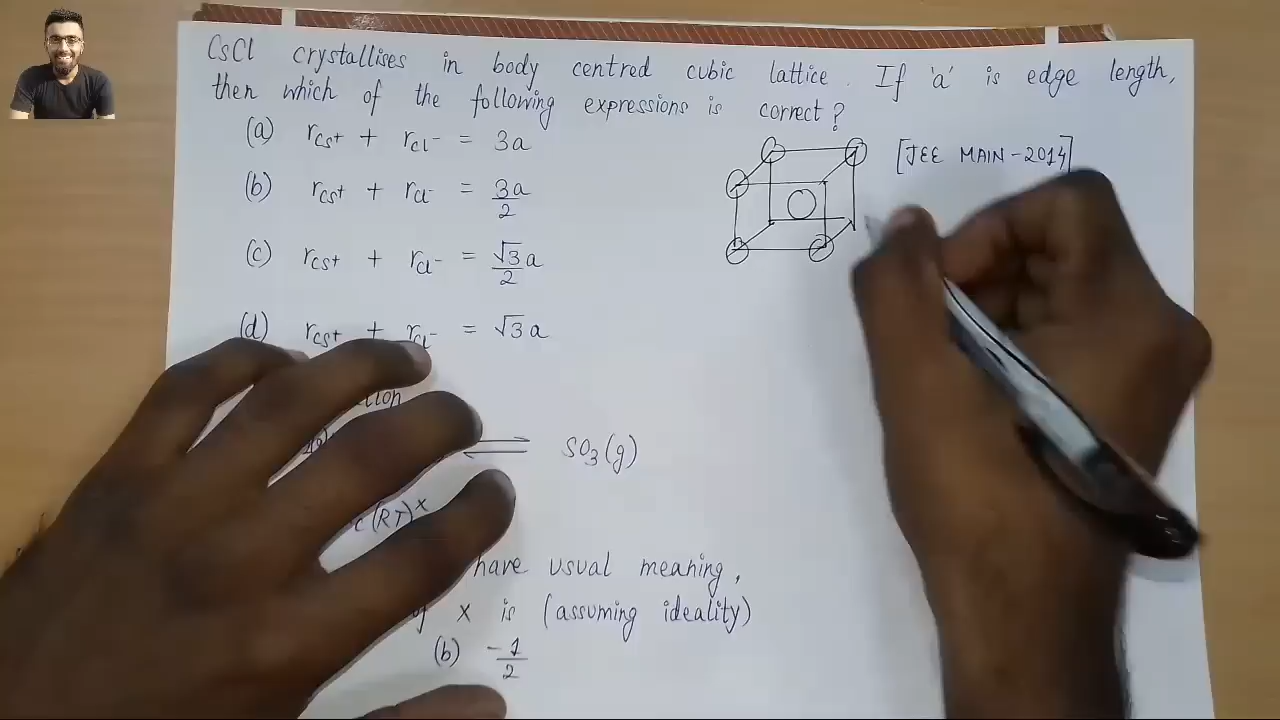 CsCl crystallises in body centred cubic lattice. If 'a' is edge length,
then which of the following expressions is correct?
[JEE MAIN-2014]
(a) rCs+ + rCl- = 3a
(b) rCs+ + rCl- = 3a/2
(c) rCs+ + rCl- = √3/2 a
(d) rCs+ + rCl- = √3 a
SO3(g)
(RT)^x
have usual meaning,
x is (assuming ideality)
(b) -1/2